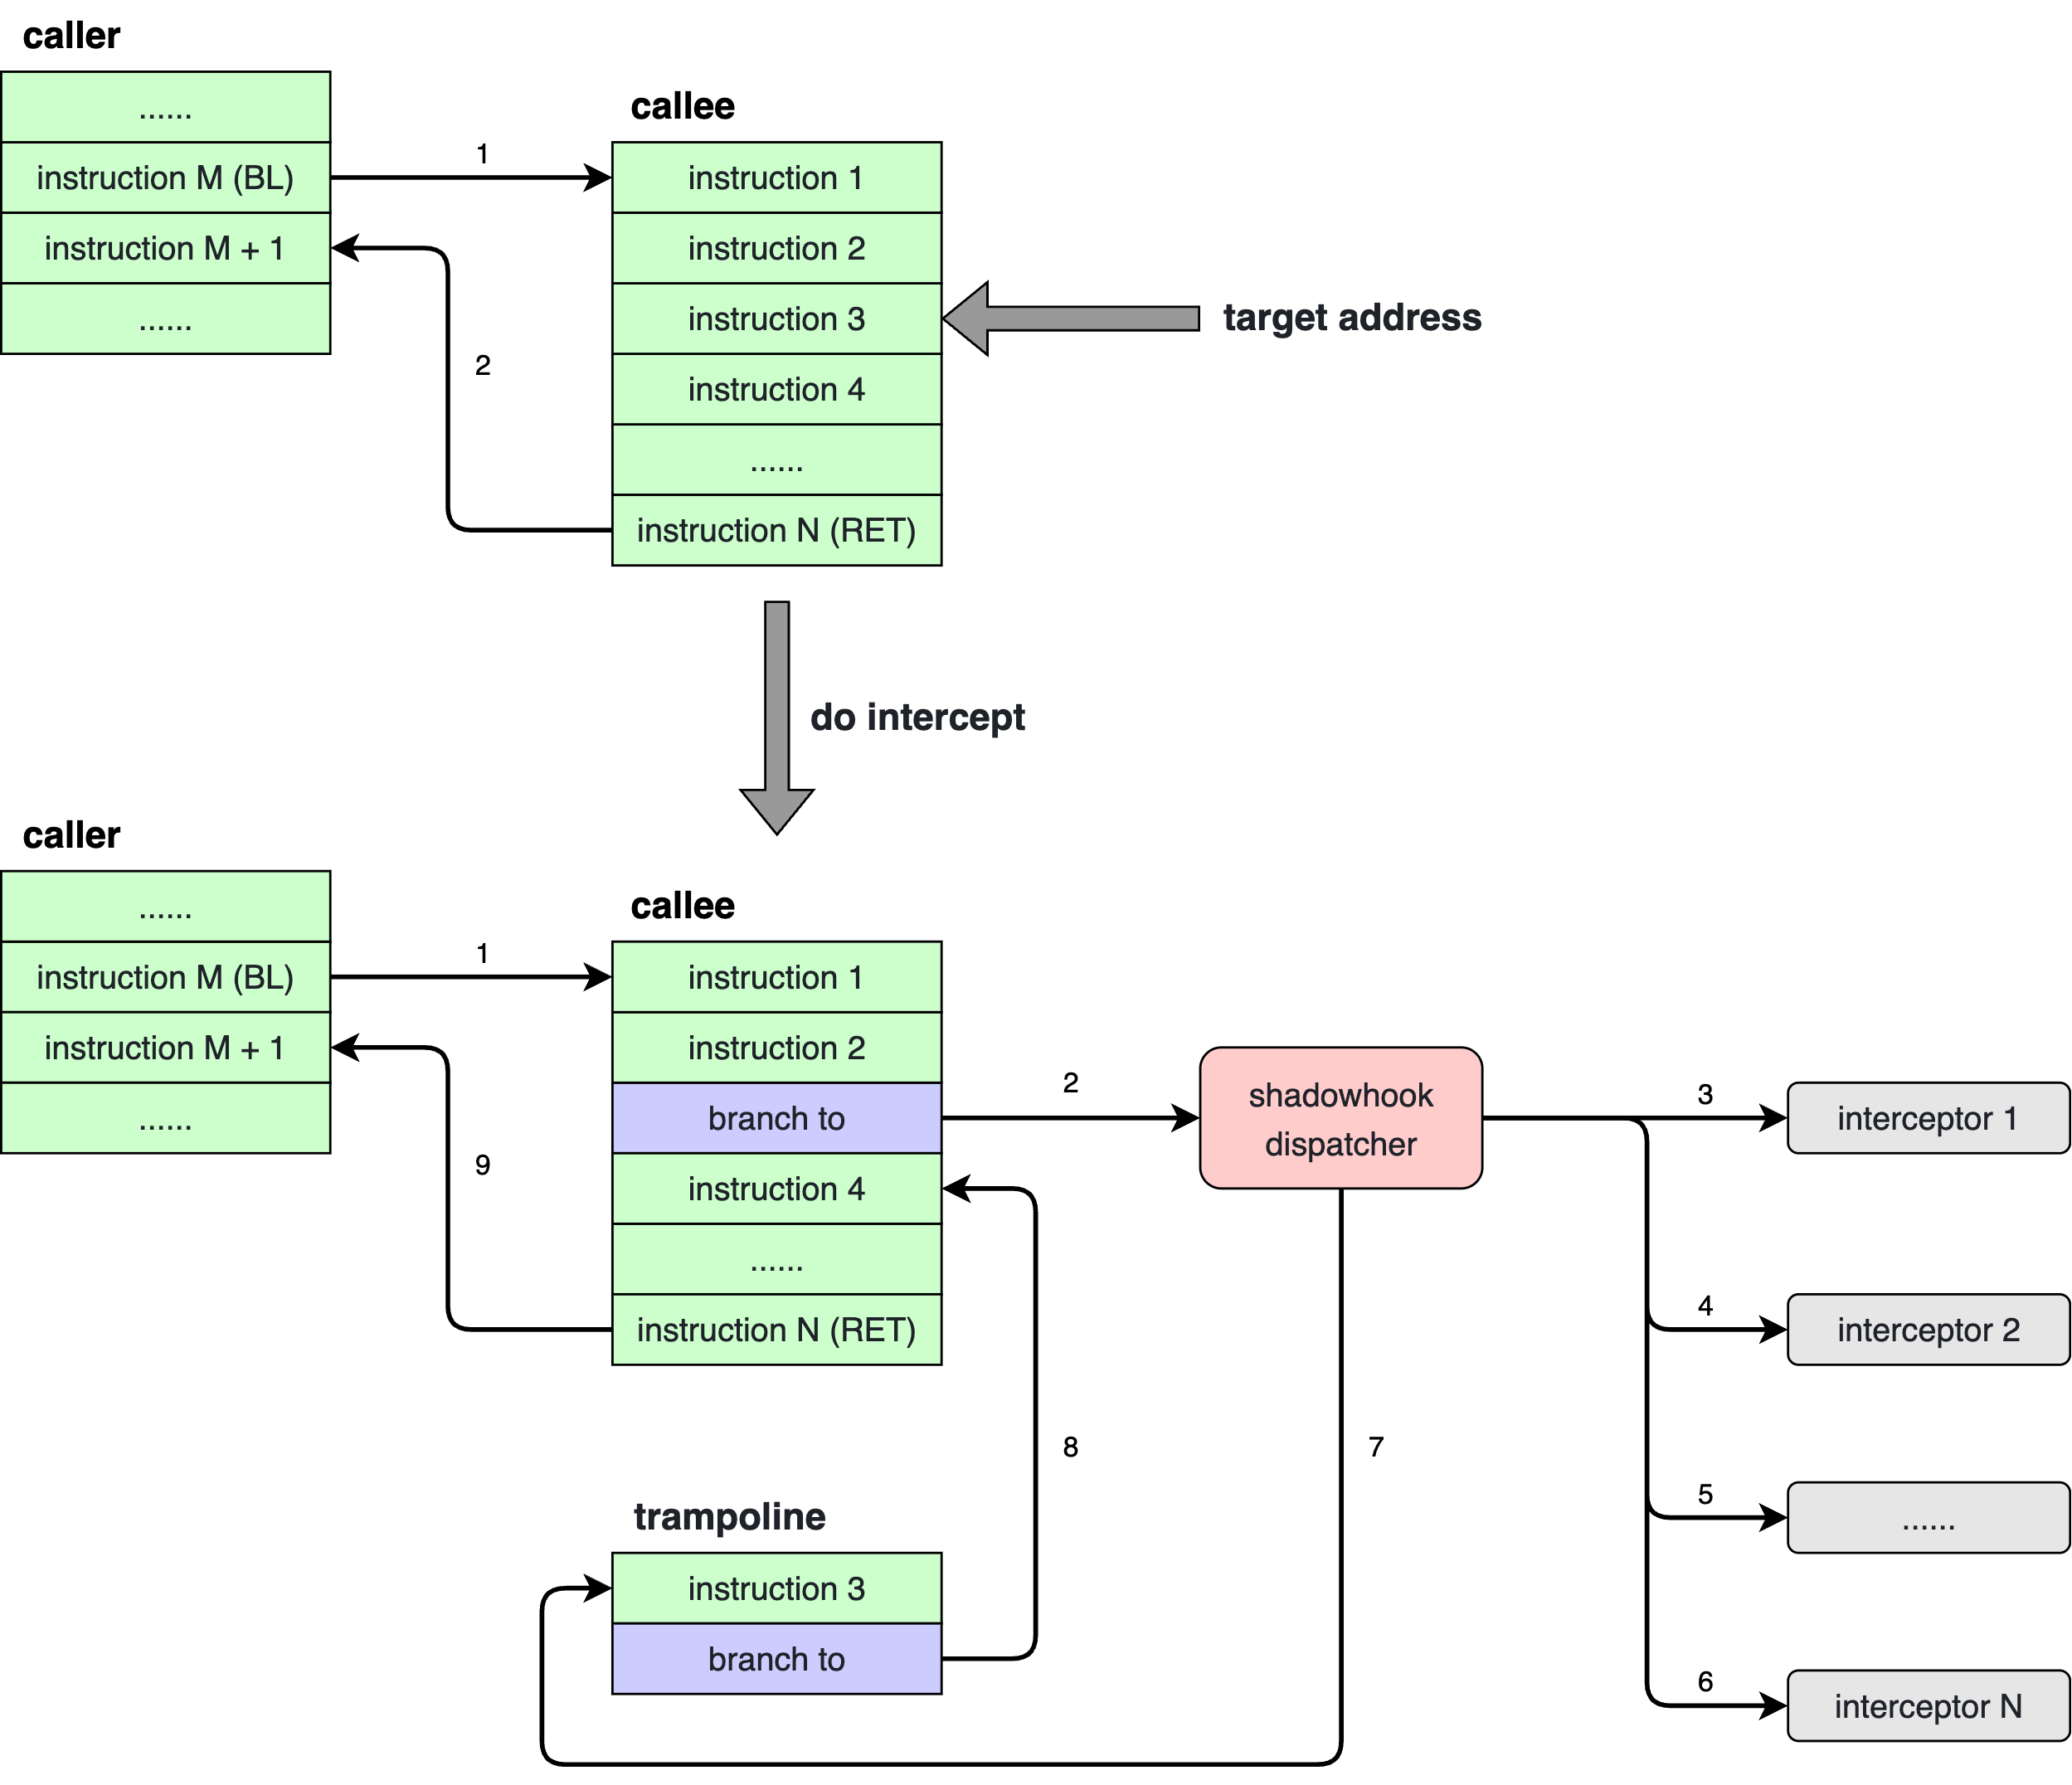 caller
......
instruction M (BL)
instruction M + 1
......
1
2
callee
instruction 1
instruction 2
instruction 3
instruction 4
......
instruction N (RET)
target address
do intercept
caller
......
instruction M (BL)
instruction M + 1
......
1
9
callee
instruction 1
instruction 2
branch to
instruction 4
......
instruction N (RET)
2
shadowhook
dispatcher
3
interceptor 1
4
interceptor 2
5
......
6
interceptor N
7
8
trampoline
instruction 3
branch to